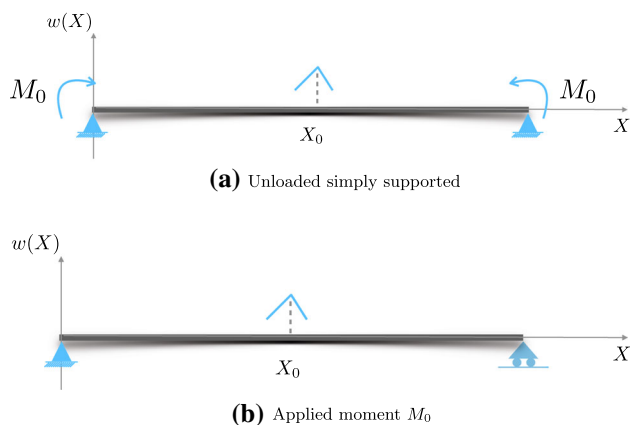 w(X)
M₀
M₀
X
X₀
(a) Unloaded simply supported
w(X)
X
X₀
(b) Applied moment M₀